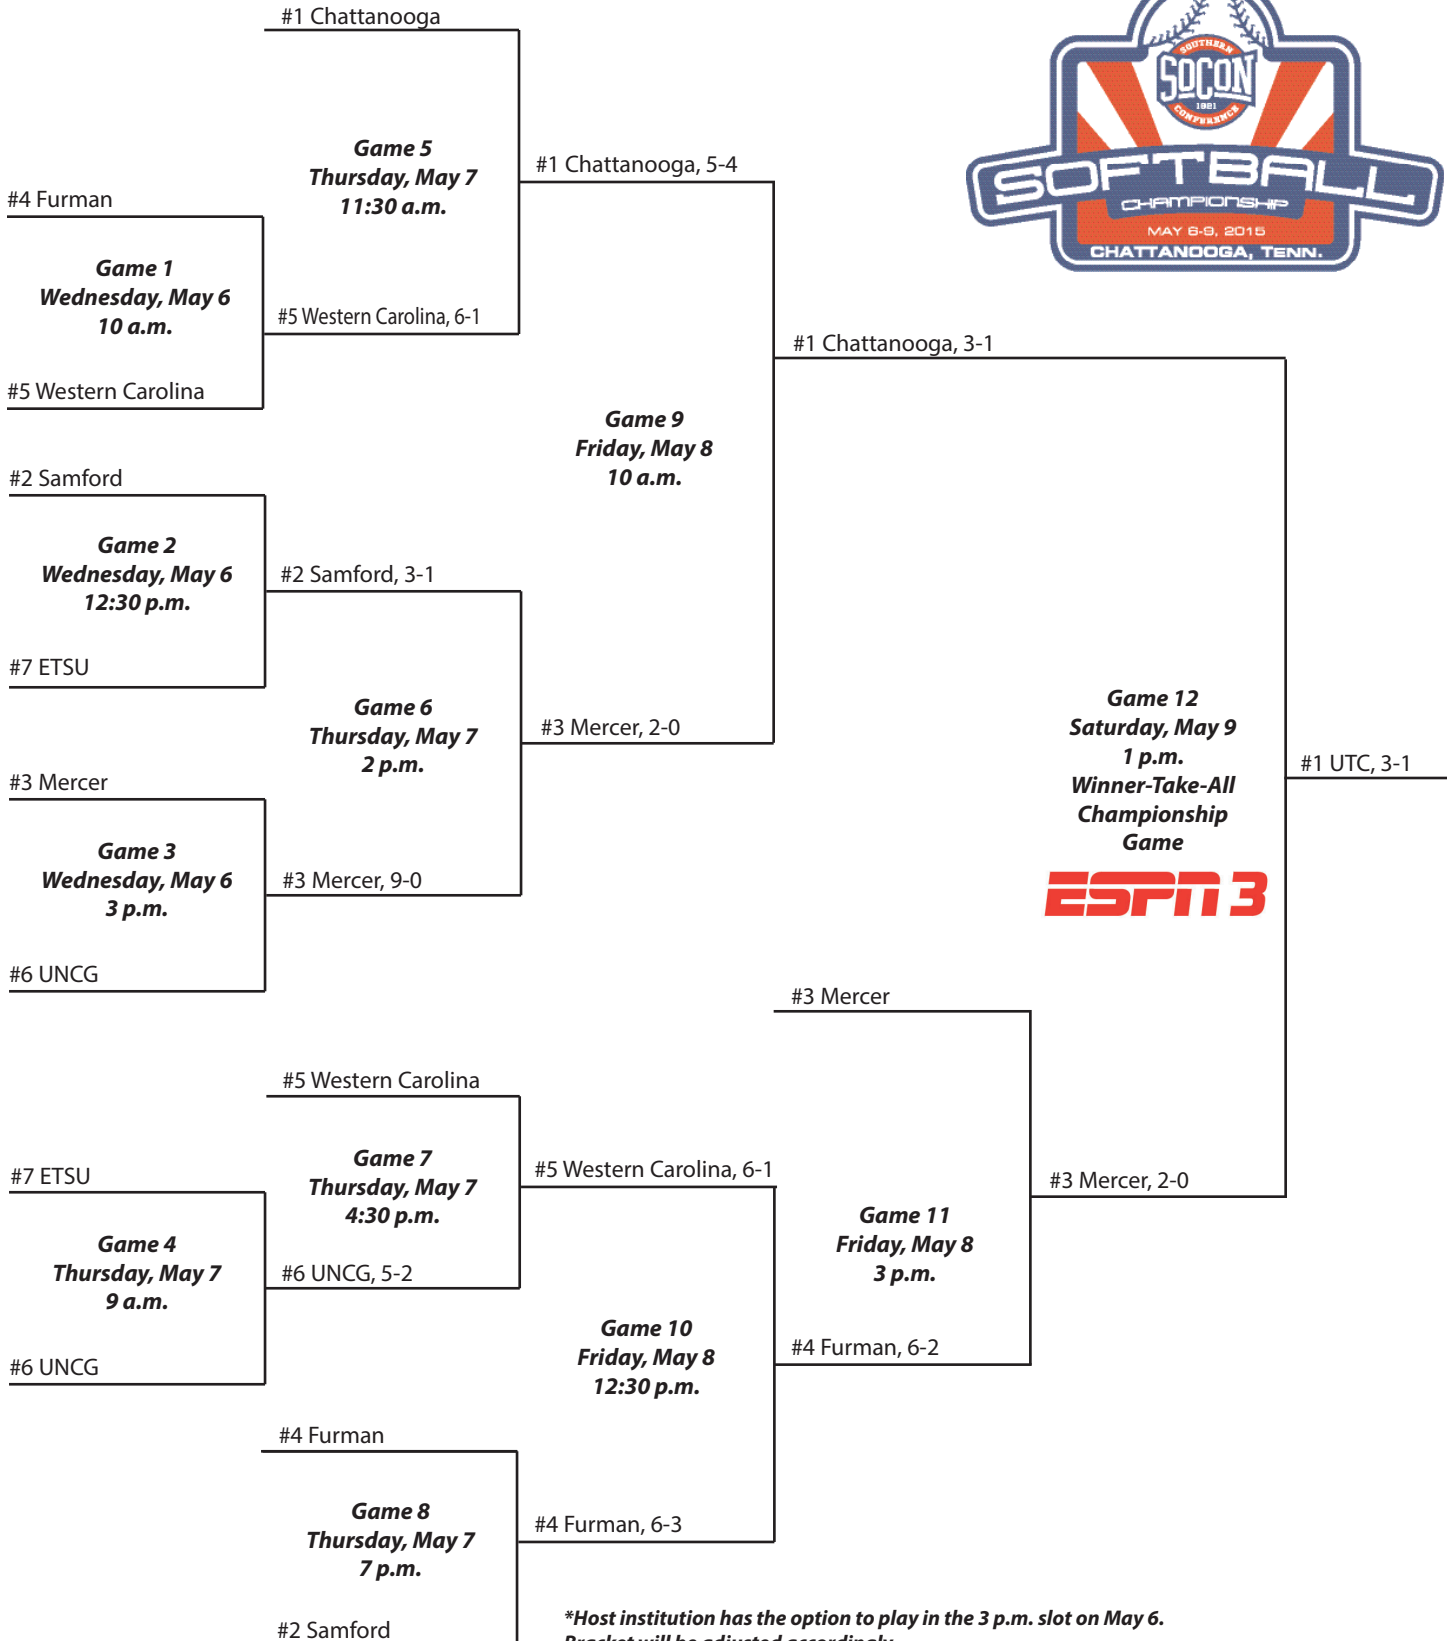 #1 Chattanooga
Game 5
Thursday, May 7
11:30 a.m.
#1 Chattanooga, 5-4
#4 Furman
Game 1
Wednesday, May 6
10 a.m.
#5 Western Carolina, 6-1
#5 Western Carolina
SOUTHERN
SOCON
1921
CONFERENCE
SOFTBALL
CHAMPIONSHIP
MAY 6-9, 2015
CHATTANOOGA, TENN.
#1 Chattanooga, 3-1
Game 9
Friday, May 8
10 a.m.
#2 Samford
Game 2
Wednesday, May 6
12:30 p.m.
#2 Samford, 3-1
#7 ETSU
Game 6
Thursday, May 7
2 p.m.
#3 Mercer, 2-0
#3 Mercer
Game 3
Wednesday, May 6
3 p.m.
#3 Mercer, 9-0
#6 UNCG
Game 12
Saturday, May 9
1 p.m.
Winner-Take-All
Championship
Game
ESPN 3
#1 UTC, 3-1
#3 Mercer
#5 Western Carolina
Game 7
Thursday, May 7
4:30 p.m.
#5 Western Carolina, 6-1
#7 ETSU
Game 4
Thursday, May 7
9 a.m.
#6 UNCG, 5-2
#6 UNCG
Game 11
Friday, May 8
3 p.m.
#3 Mercer, 2-0
Game 10
Friday, May 8
12:30 p.m.
#4 Furman, 6-2
#4 Furman
Game 8
Thursday, May 7
7 p.m.
#4 Furman, 6-3
#2 Samford
*Host institution has the option to play in the 3 p.m. slot on May 6.
Bracket will be adjusted accordingly